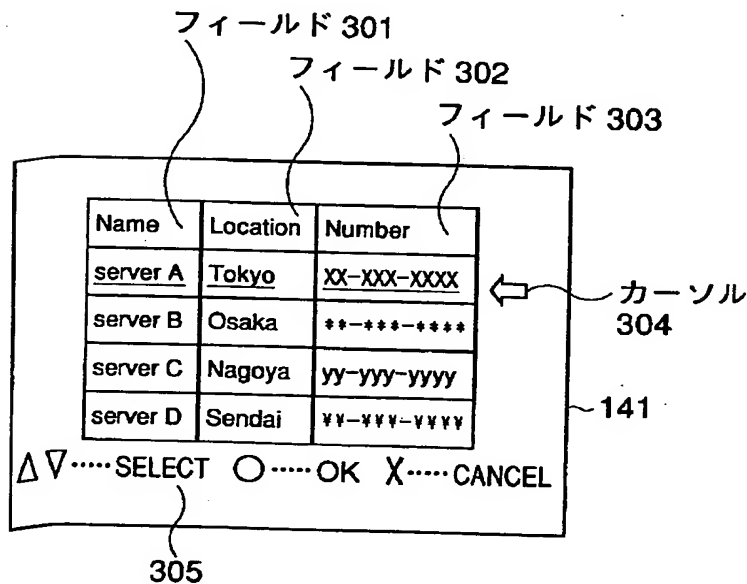 フィールド 301
フィールド 302
フィールド 303
Name Location Number
server A Tokyo XX-XXX-XXXX
カーソル
304
server B Osaka **-***-****
server C Nagoya yy-yyy-yyyy
141
server D Sendai ¥¥-¥¥¥-¥¥¥¥
△▽·····SELECT ○·····OK X·····CANCEL
305